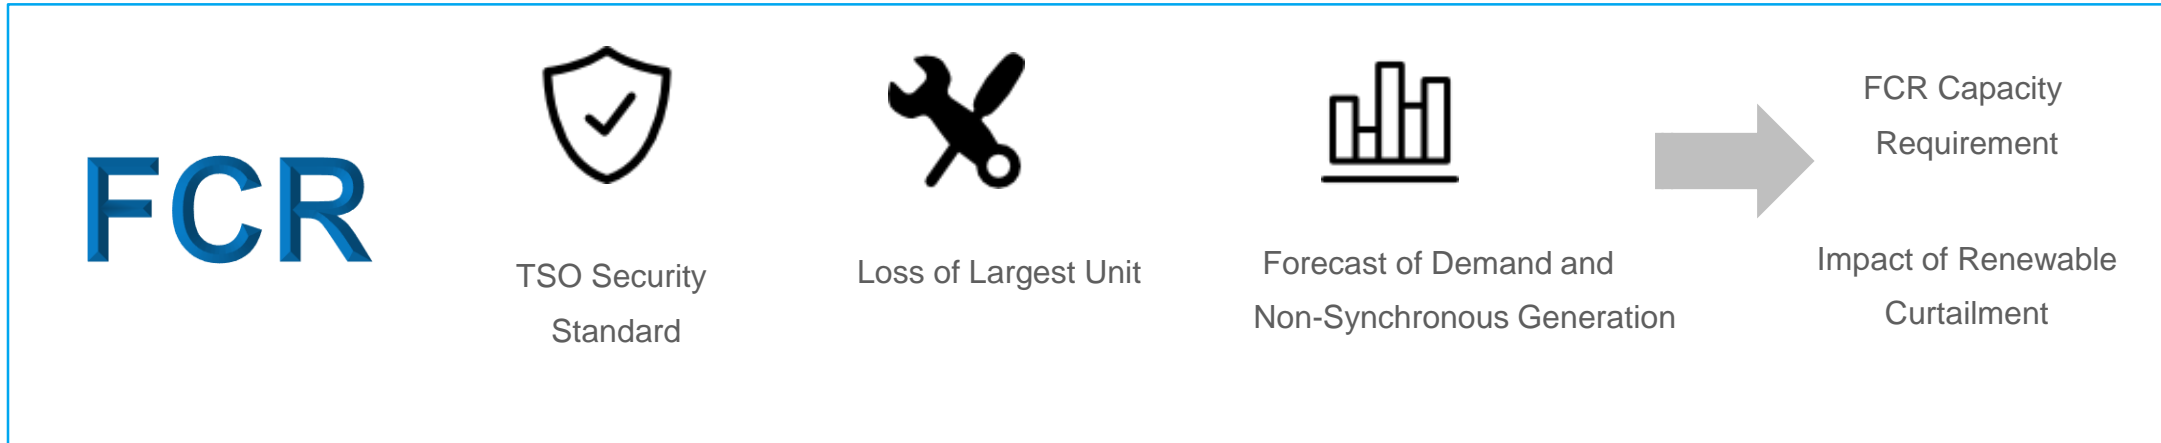 FCR
TSO Security
Standard
Loss of Largest Unit
Forecast of Demand and
Non-Synchronous Generation
FCR Capacity
Requirement
Impact of Renewable
Curtailment